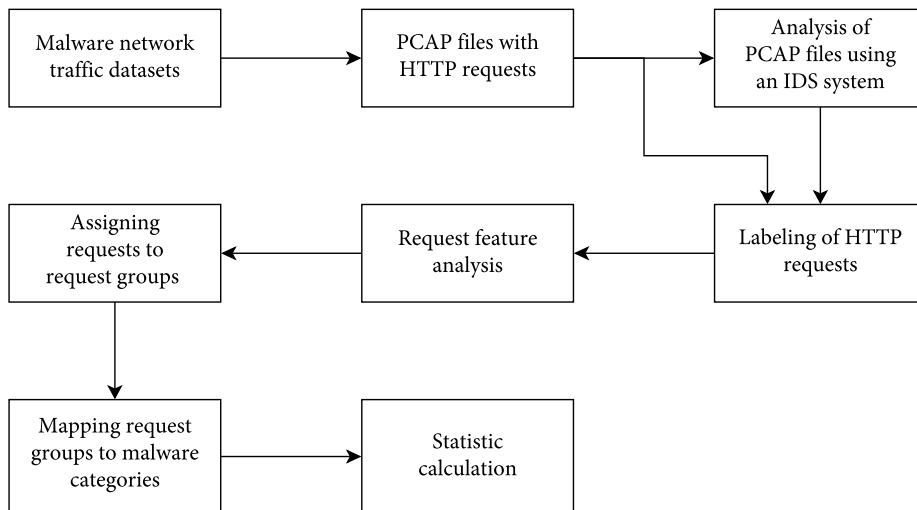 Malware network
traffic datasets
PCAP files with
HTTP requests
Analysis of
PCAP files using
an IDS system
Assigning
requests to
request groups
Request feature
analysis
Labeling of HTTP
requests
Mapping request
groups to malware
categories
Statistic
calculation